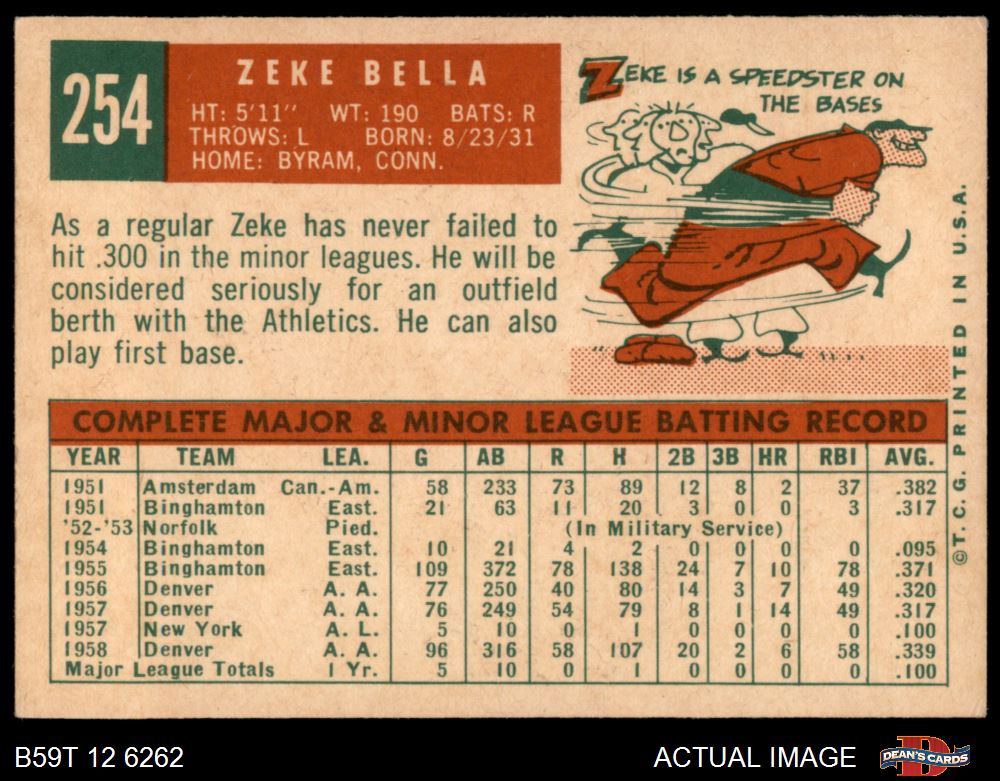 254
ZEKE BELLA
HT: 5'11" WT: 190 BATS: R
THROWS: L BORN: 8/23/31
HOME: BYRAM, CONN.
ZEKE IS A SPEEDSTER ON
THE BASES
As a regular Zeke has never failed to
hit .300 in the minor leagues. He will be
considered seriously for an outfield
berth with the Athletics. He can also
play first base.
COMPLETE MAJOR & MINOR LEAGUE BATTING RECORD
YEAR TEAM LEA. G AB R H 2B 3B HR RBI AVG.
1951 Amsterdam Can.-Am. 58 233 73 89 12 8 2 37 .382
1951 Binghamton East. 21 63 11 20 3 0 0 3 .317
'52-'53 Norfolk Pied. (In Military Service)
1954 Binghamton East. 10 21 4 2 0 0 0 0 .095
1955 Binghamton East. 109 372 78 138 24 7 10 78 .371
1956 Denver A. A. 77 250 40 80 14 3 7 49 .320
1957 Denver A. A. 76 249 54 79 8 1 14 49 .317
1957 New York A. L. 5 10 0 1 0 0 0 0 .100
1958 Denver A. A. 96 316 58 107 20 2 6 58 .339
Major League Totals 1 Yr. 5 10 0 1 0 0 0 0 .100
©T. C. G. PRINTED IN U.S.A.
B59T 12 6262
ACTUAL IMAGE
DEAN'S CARDS